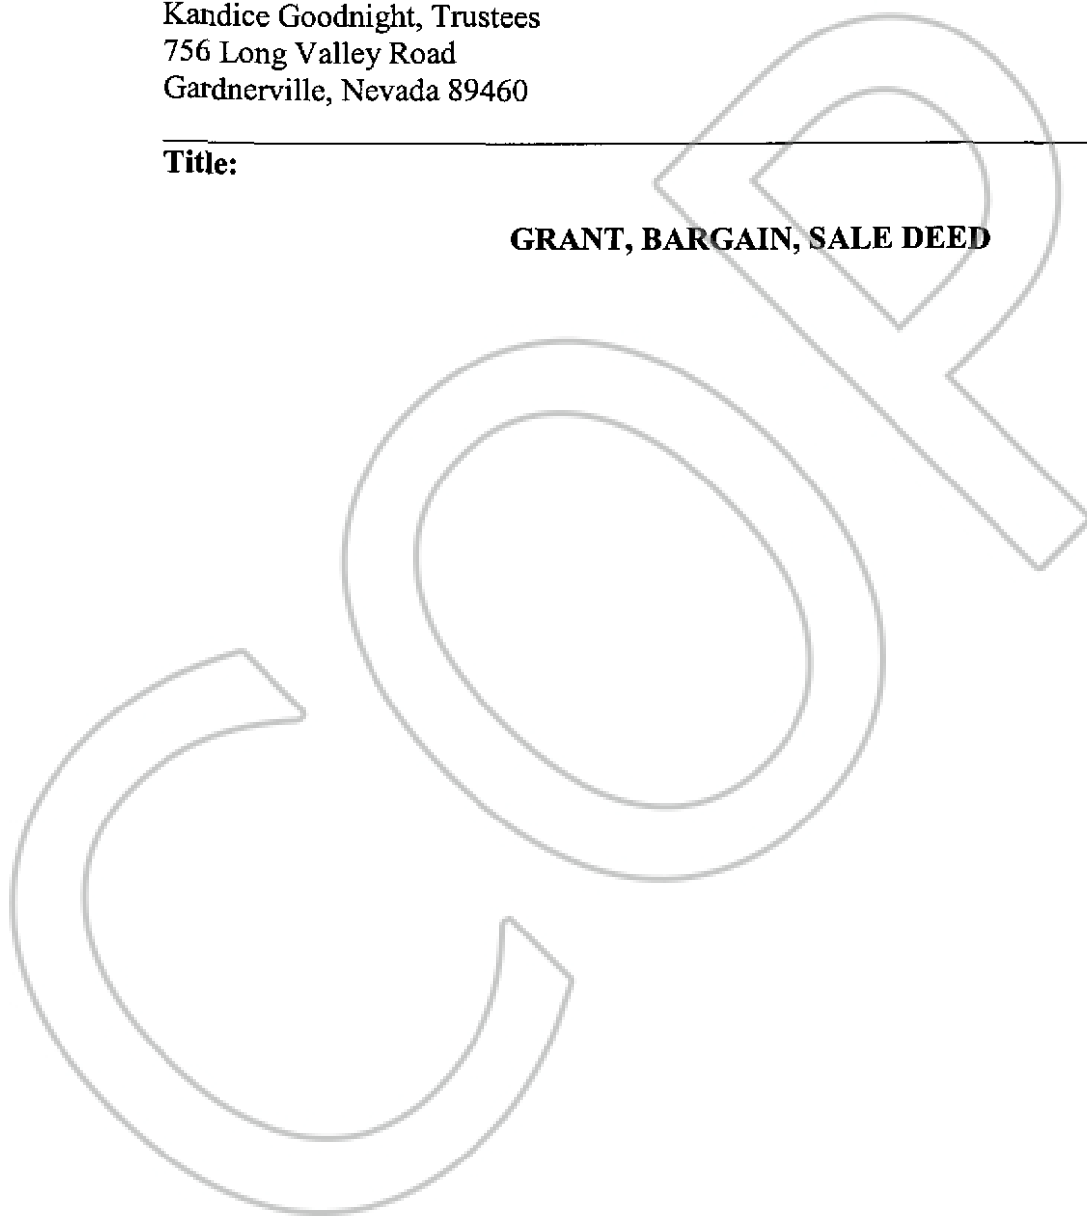 Kandice Goodnight, Trustees
756 Long Valley Road
Gardnerville, Nevada 89460
Title:
GRANT, BARGAIN, SALE DEED
COP